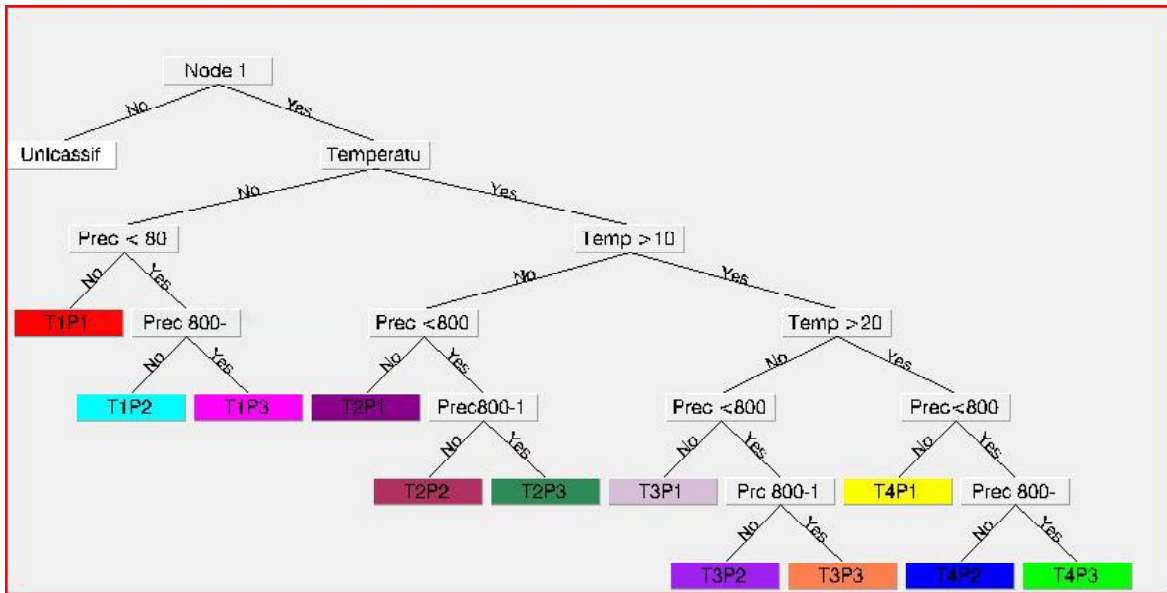 Node 1
No Yes
Unlcassif Temperatu
No Yes
Prec < 80 Temp >10
No Yes No Yes
T1P1 Prec 800- Prec <800 Temp >20
No Yes No Yes No Yes
T1P2 T1P3 T2P1 Prec800-1 Prec <800 Prec<800
No Yes No Yes No Yes
T2P2 T2P3 T3P1 Prc 800-1 T4P1 Prec 800-
No Yes No Yes
T3P2 T3P3 T4P2 T4P3